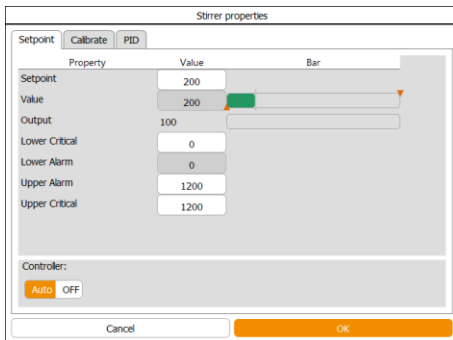 Stirrer properties
Setpoint Calibrate PID
Property Value Bar
Setpoint 200
Value 200
Output 100
Lower Critical 0
Lower Alarm 0
Upper Alarm 1200
Upper Critical 1200
Controller:
Auto OFF
Cancel OK